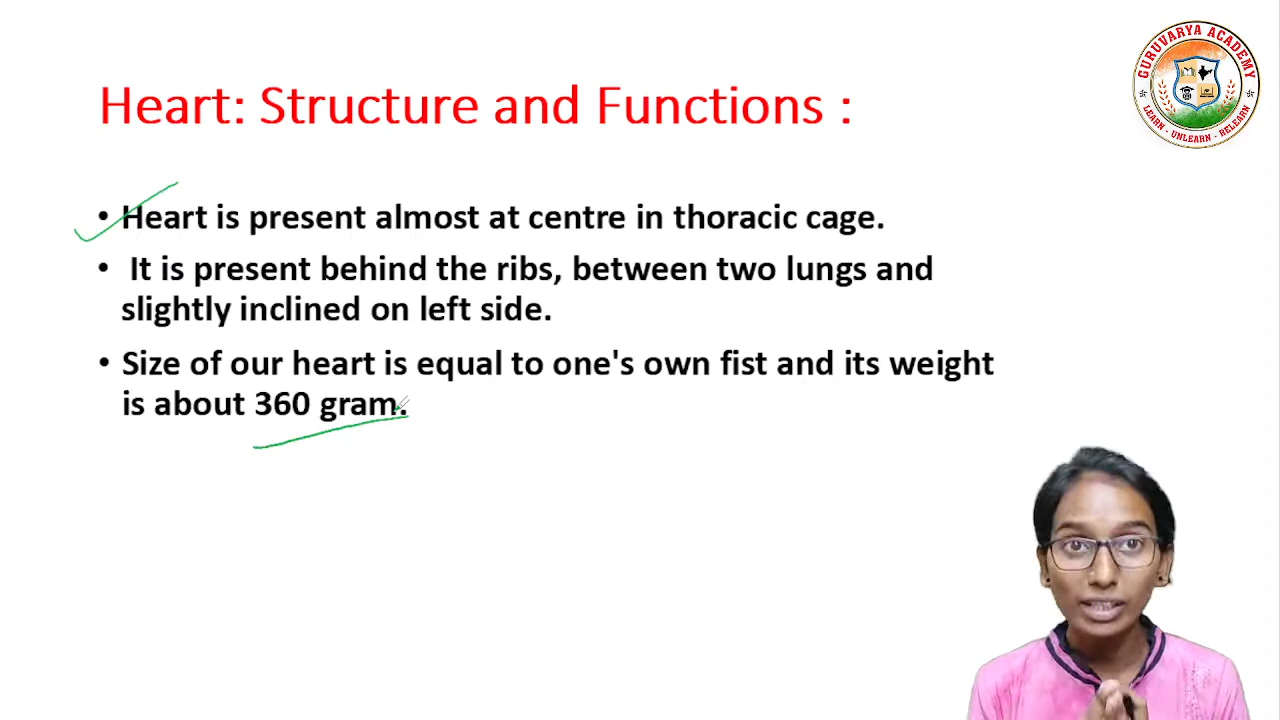 GURUVARYA ACADEMY
LEARN - UNLEARN - RELEARN
Heart: Structure and Functions :
• Heart is present almost at centre in thoracic cage.
• It is present behind the ribs, between two lungs and
slightly inclined on left side.
• Size of our heart is equal to one's own fist and its weight
is about 360 gram.